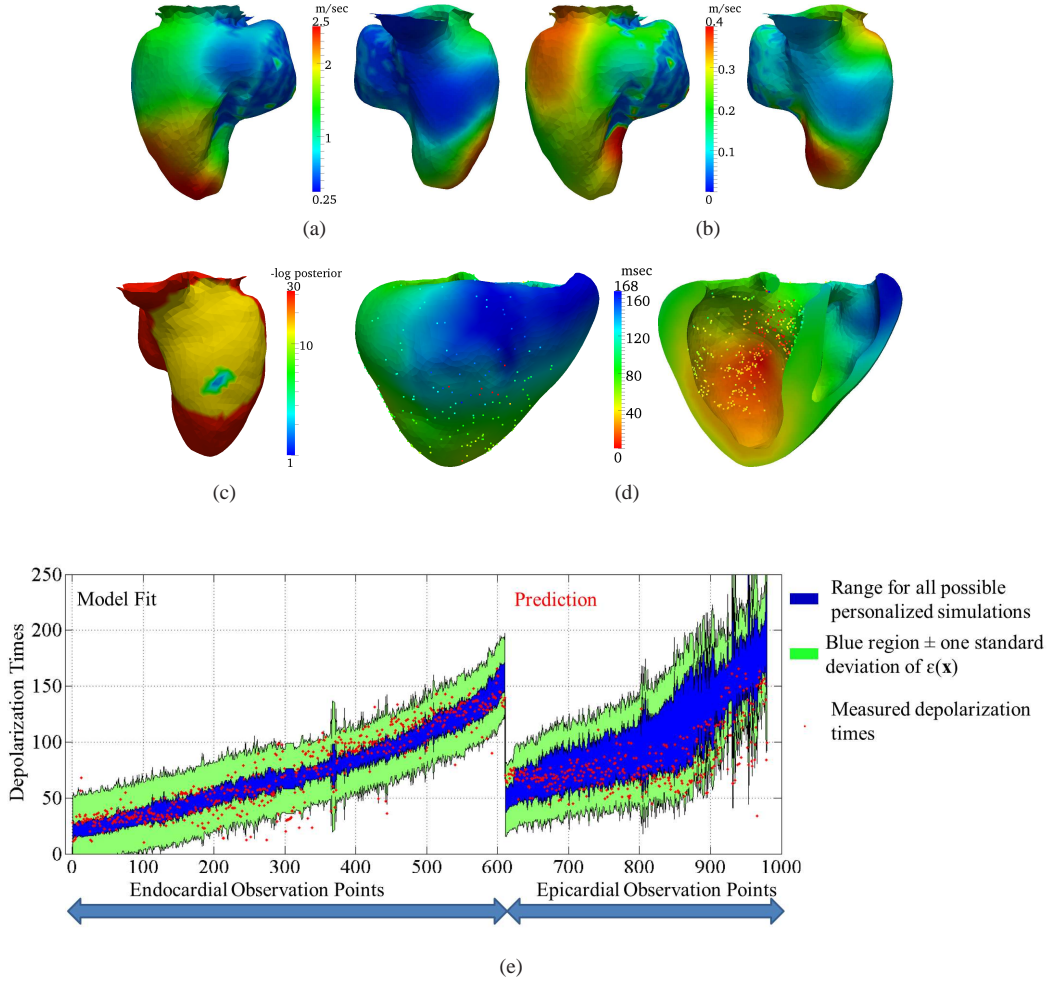 m/sec
2.5
2
1
0.25
(a)
m/sec
0.4
0.3
0.2
0.1
0
(b)
-log posterior
30
10
1
(c)
msec
168
160
120
80
40
0
(d)
250
200
150
100
50
0
Depolarization Times
Model Fit
Prediction
0 100 200 300 400 500 600 700 800 900 1000
Endocardial Observation Points
Epicardial Observation Points
Range for all possible
personalized simulations
Blue region ± one standard
deviation of ε(x)
Measured depolarization
times
(e)